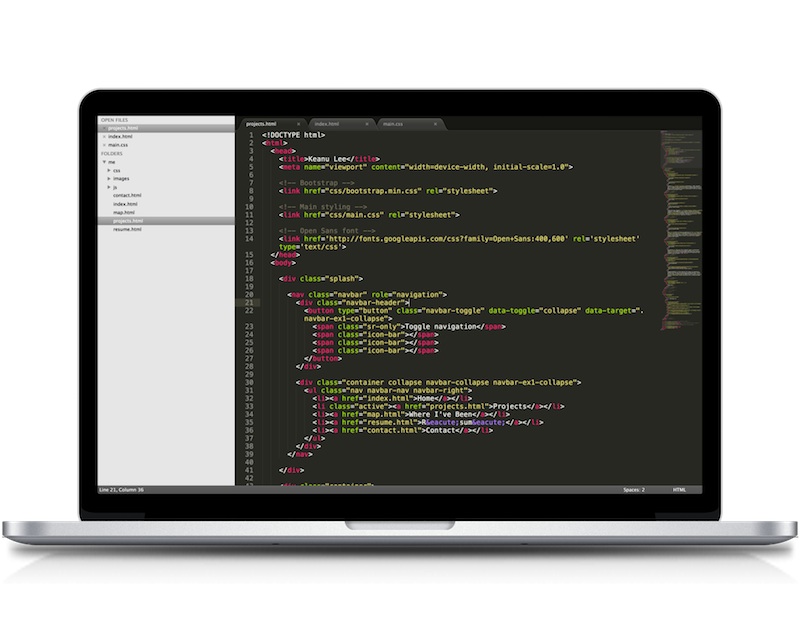 OPEN FILES
projects.html
index.html
main.css
FOLDERS
me
css
images
js
contact.html
index.html
map.html
projects.html
resume.html
projects.html × index.html × main.css ×
1 <!DOCTYPE html>
2 <html>
3 <head>
4 <title>Keanu Lee</title>
5 <meta name="viewport" content="width=device-width, initial-scale=1.0">
6
7 <!-- Bootstrap -->
8 <link href="css/bootstrap.min.css" rel="stylesheet">
9
10 <!-- Main styling -->
11 <link href="css/main.css" rel="stylesheet">
12
13 <!-- Open Sans font -->
14 <link href='http://fonts.googleapis.com/css?family=Open+Sans:400,600' rel='stylesheet'
type='text/css'>
15 </head>
16 <body>
17
18 <div class="splash">
19
20 <nav class="navbar" role="navigation">
21 <div class="navbar-header">
22 <button type="button" class="navbar-toggle" data-toggle="collapse" data-target=".
navbar-ex1-collapse">
23 <span class="sr-only">Toggle navigation</span>
24 <span class="icon-bar"></span>
25 <span class="icon-bar"></span>
26 <span class="icon-bar"></span>
27 </button>
28 </div>
29
30 <div class="container collapse navbar-collapse navbar-ex1-collapse">
31 <ul class="nav navbar-nav navbar-right">
32 <li><a href="index.html">Home</a></li>
33 <li class="active"><a href="projects.html">Projects</a></li>
34 <li><a href="map.html">Where I've Been</a></li>
35 <li><a href="resume.html">R&eacute;sum&eacute;</a></li>
36 <li><a href="contact.html">Contact</a></li>
37 </ul>
38 </div>
39 </nav>
40
41 </div>
42
43 <div class="container">
Line 21, Column 36 Spaces: 2 HTML